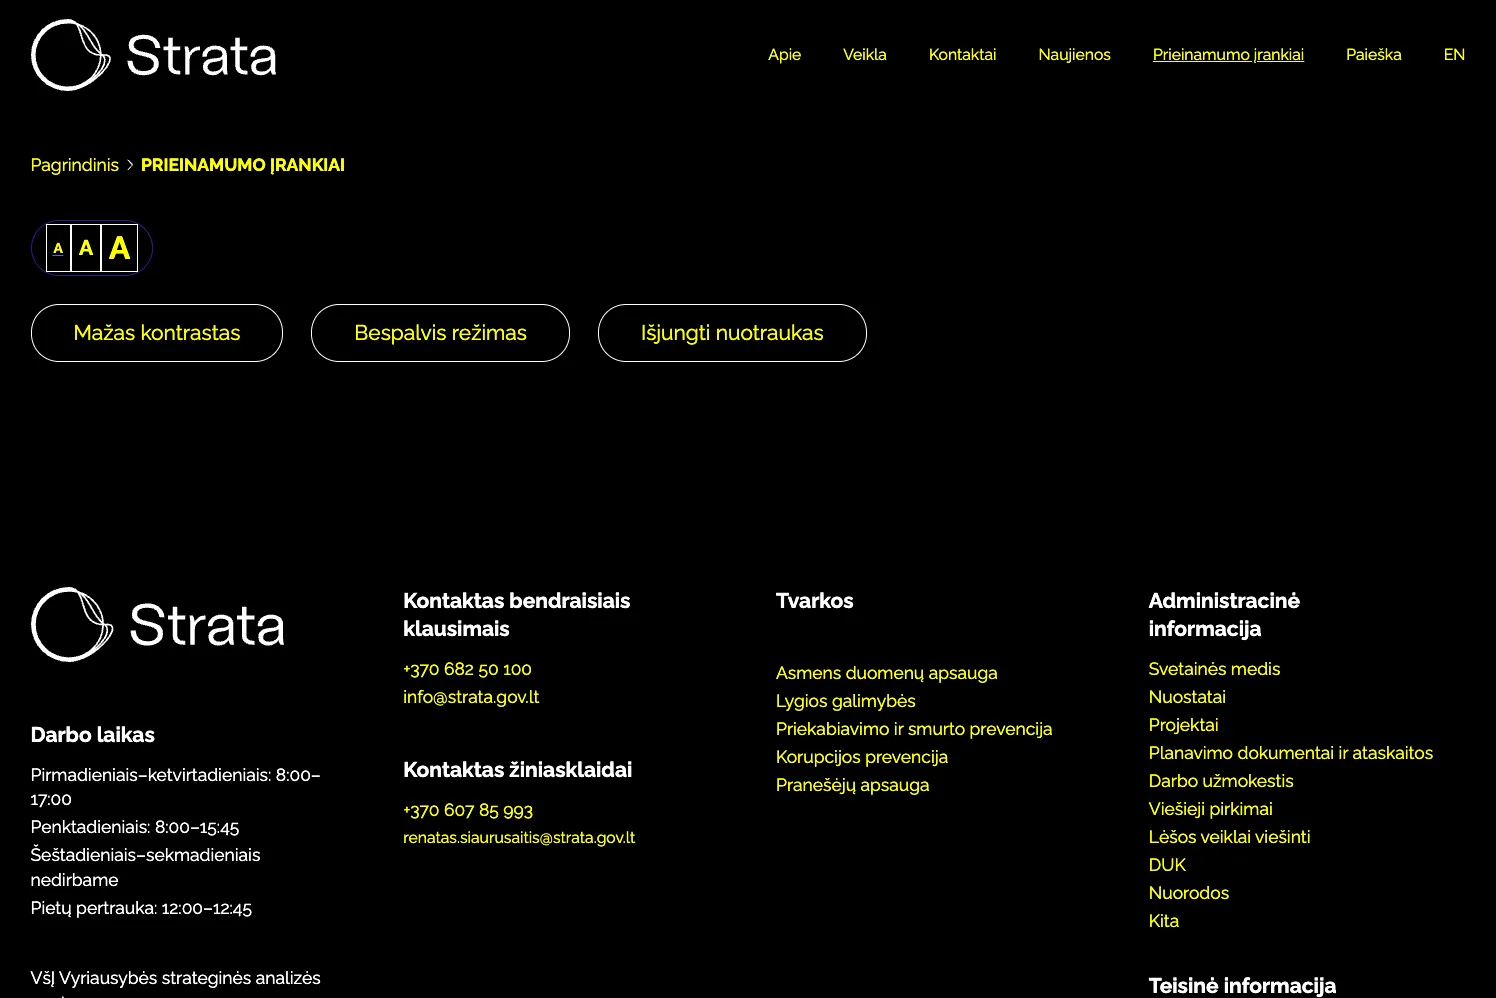 Strata
Apie
Veikla
Kontaktai
Naujienos
Prieinamumo įrankiai
Paieška
EN
Pagrindinis > PRIEINAMUMO ĮRANKIAI
A A A
Mažas kontrastas
Bespalvis režimas
Išjungti nuotraukas
Strata
Darbo laikas
Pirmadieniais–ketvirtadieniais: 8:00–
17:00
Penktadieniais: 8:00–15:45
Šeštadieniais–sekmadieniais
nedirbame
Pietų pertrauka: 12:00–12:45
VšĮ Vyriausybės strateginės analizės
Kontaktas bendraisiais
klausimais
+370 682 50 100
info@strata.gov.lt
Kontaktas žiniasklaidai
+370 607 85 993
renatas.siaurusaitis@strata.gov.lt
Tvarkos
Asmens duomenų apsauga
Lygios galimybės
Priekabiavimo ir smurto prevencija
Korupcijos prevencija
Pranešėjų apsauga
Administracinė
informacija
Svetainės medis
Nuostatai
Projektai
Planavimo dokumentai ir ataskaitos
Darbo užmokestis
Viešieji pirkimai
Lėšos veiklai viešinti
DUK
Nuorodos
Kita
Teisinė informacija